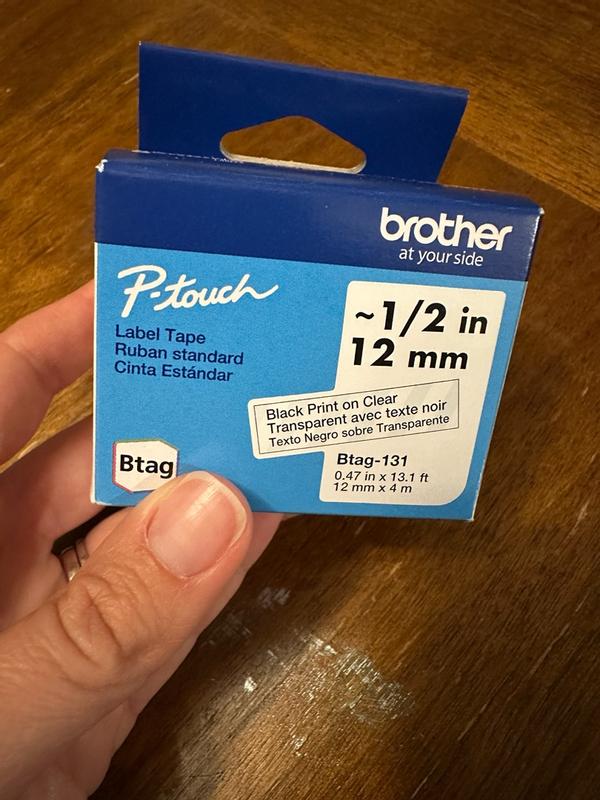 brother
at your side
P-touch
Label Tape
Ruban standard
Cinta Estándar
~1/2 in
12 mm
Black Print on Clear
Transparent avec texte noir
Texto Negro sobre Transparente
Btag
Btag-131
0.47 in x 13.1 ft
12 mm x 4 m